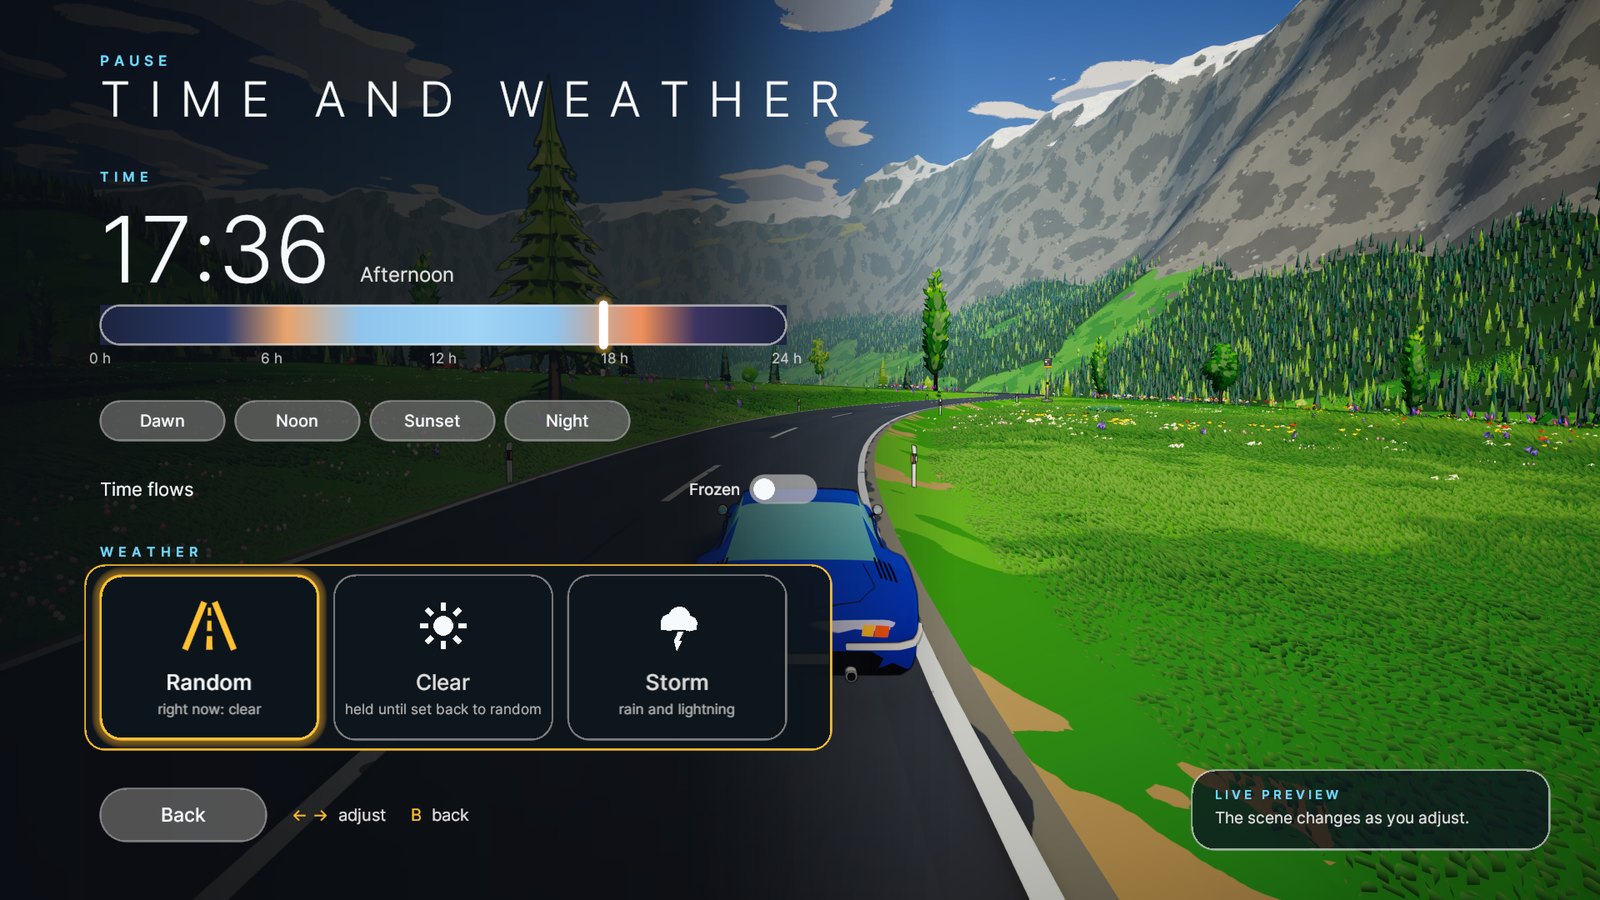 PAUSE
TIME AND WEATHER
TIME
17:36 Afternoon
0 h 6 h 12 h 18 h 24 h
Dawn Noon Sunset Night
Time flows Frozen
WEATHER
Random Clear Storm
right now: clear held until set back to random rain and lightning
Back ← → adjust B back
LIVE PREVIEW
The scene changes as you adjust.